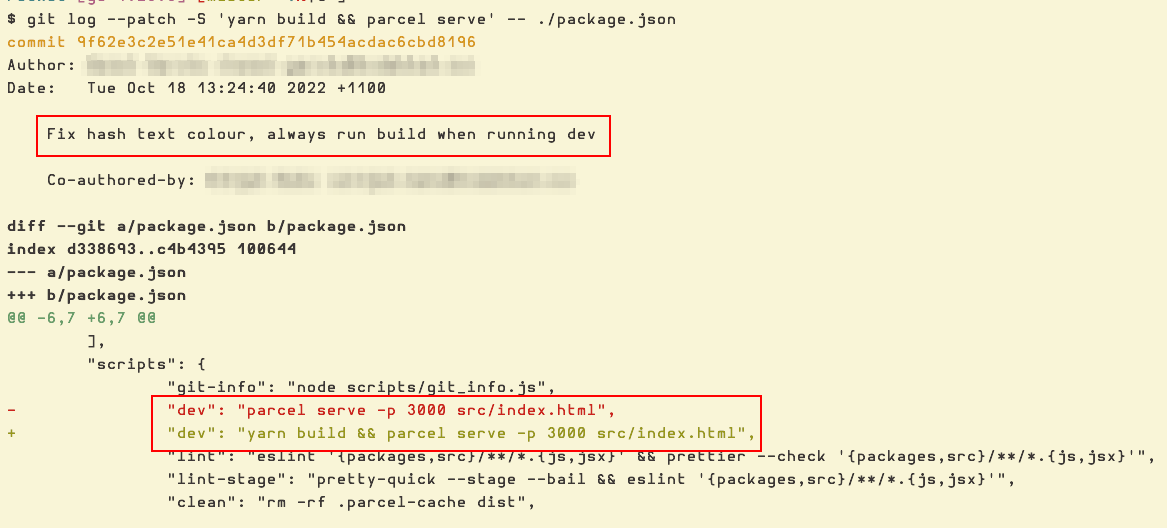 $ git log --patch -S 'yarn build && parcel serve' -- ./package.json
commit 9f62e3c2e51e41ca4d3df71b454acdac6cbd8196
Author:
Date:   Tue Oct 18 13:24:40 2022 +1100
Fix hash text colour, always run build when running dev
Co-authored-by:
diff --git a/package.json b/package.json
index d338693..c4b4395 100644
--- a/package.json
+++ b/package.json
@@ -6,7 +6,7 @@
],
"scripts": {
"git-info": "node scripts/git_info.js",
- "dev": "parcel serve -p 3000 src/index.html",
+ "dev": "yarn build && parcel serve -p 3000 src/index.html",
"lint": "eslint '{packages,src}/**/*.{js,jsx}' && prettier --check '{packages,src}/**/*.{js,jsx}'",
"lint-stage": "pretty-quick --stage --bail && eslint '{packages,src}/**/*.{js,jsx}'",
"clean": "rm -rf .parcel-cache dist",